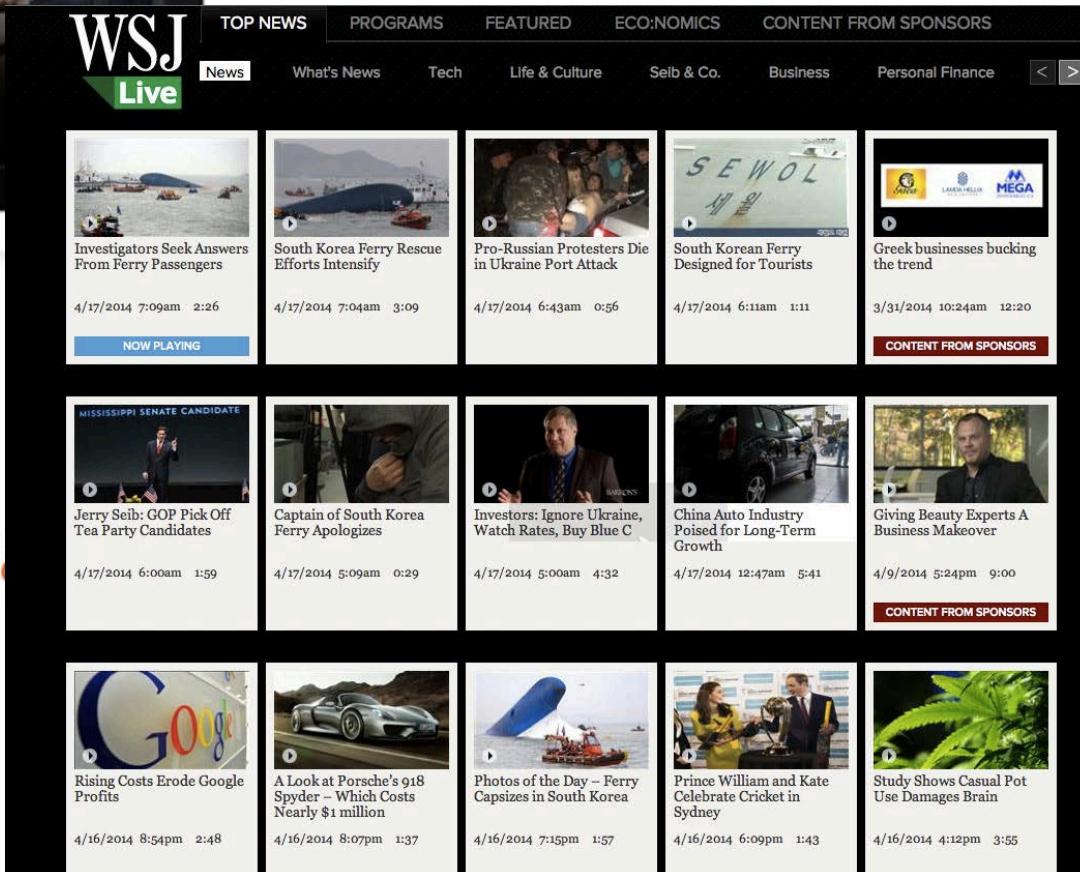 WSJ
Live
TOP NEWS PROGRAMS FEATURED ECO:NOMICS CONTENT FROM SPONSORS
News What's News Tech Life & Culture Seib & Co. Business Personal Finance < >
Investigators Seek Answers
From Ferry Passengers
4/17/2014 7:09am 2:26
NOW PLAYING
South Korea Ferry Rescue
Efforts Intensify
4/17/2014 7:04am 3:09
Pro-Russian Protesters Die
in Ukraine Port Attack
4/17/2014 6:43am 0:56
SEWOL
세월
South Korean Ferry
Designed for Tourists
4/17/2014 6:11am 1:11
MEGA
Greek businesses bucking
the trend
3/31/2014 10:24am 12:20
CONTENT FROM SPONSORS
MISSISSIPPI SENATE CANDIDATE
Jerry Seib: GOP Pick Off
Tea Party Candidates
4/17/2014 6:00am 1:59
Captain of South Korea
Ferry Apologizes
4/17/2014 5:09am 0:29
BARRON'S
Investors: Ignore Ukraine,
Watch Rates, Buy Blue C
4/17/2014 5:00am 4:32
China Auto Industry
Poised for Long-Term
Growth
4/17/2014 12:47am 5:41
Giving Beauty Experts A
Business Makeover
4/9/2014 5:24pm 9:00
CONTENT FROM SPONSORS
Google
Rising Costs Erode Google
Profits
4/16/2014 8:54pm 2:48
A Look at Porsche's 918
Spyder – Which Costs
Nearly $1 million
4/16/2014 8:07pm 1:37
Photos of the Day – Ferry
Capsizes in South Korea
4/16/2014 7:15pm 1:57
Prince William and Kate
Celebrate Cricket in
Sydney
4/16/2014 6:09pm 1:43
Study Shows Casual Pot
Use Damages Brain
4/16/2014 4:12pm 3:55